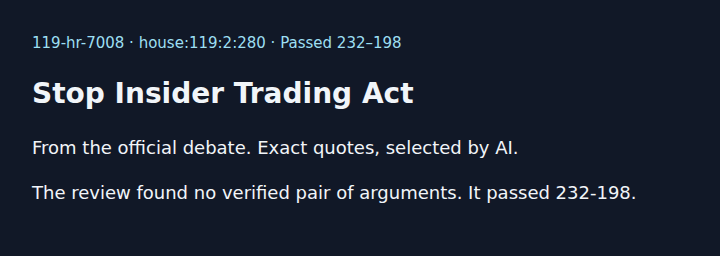 119-hr-7008 · house:119:2:280 · Passed 232–198
Stop Insider Trading Act
From the official debate. Exact quotes, selected by AI.
The review found no verified pair of arguments. It passed 232-198.